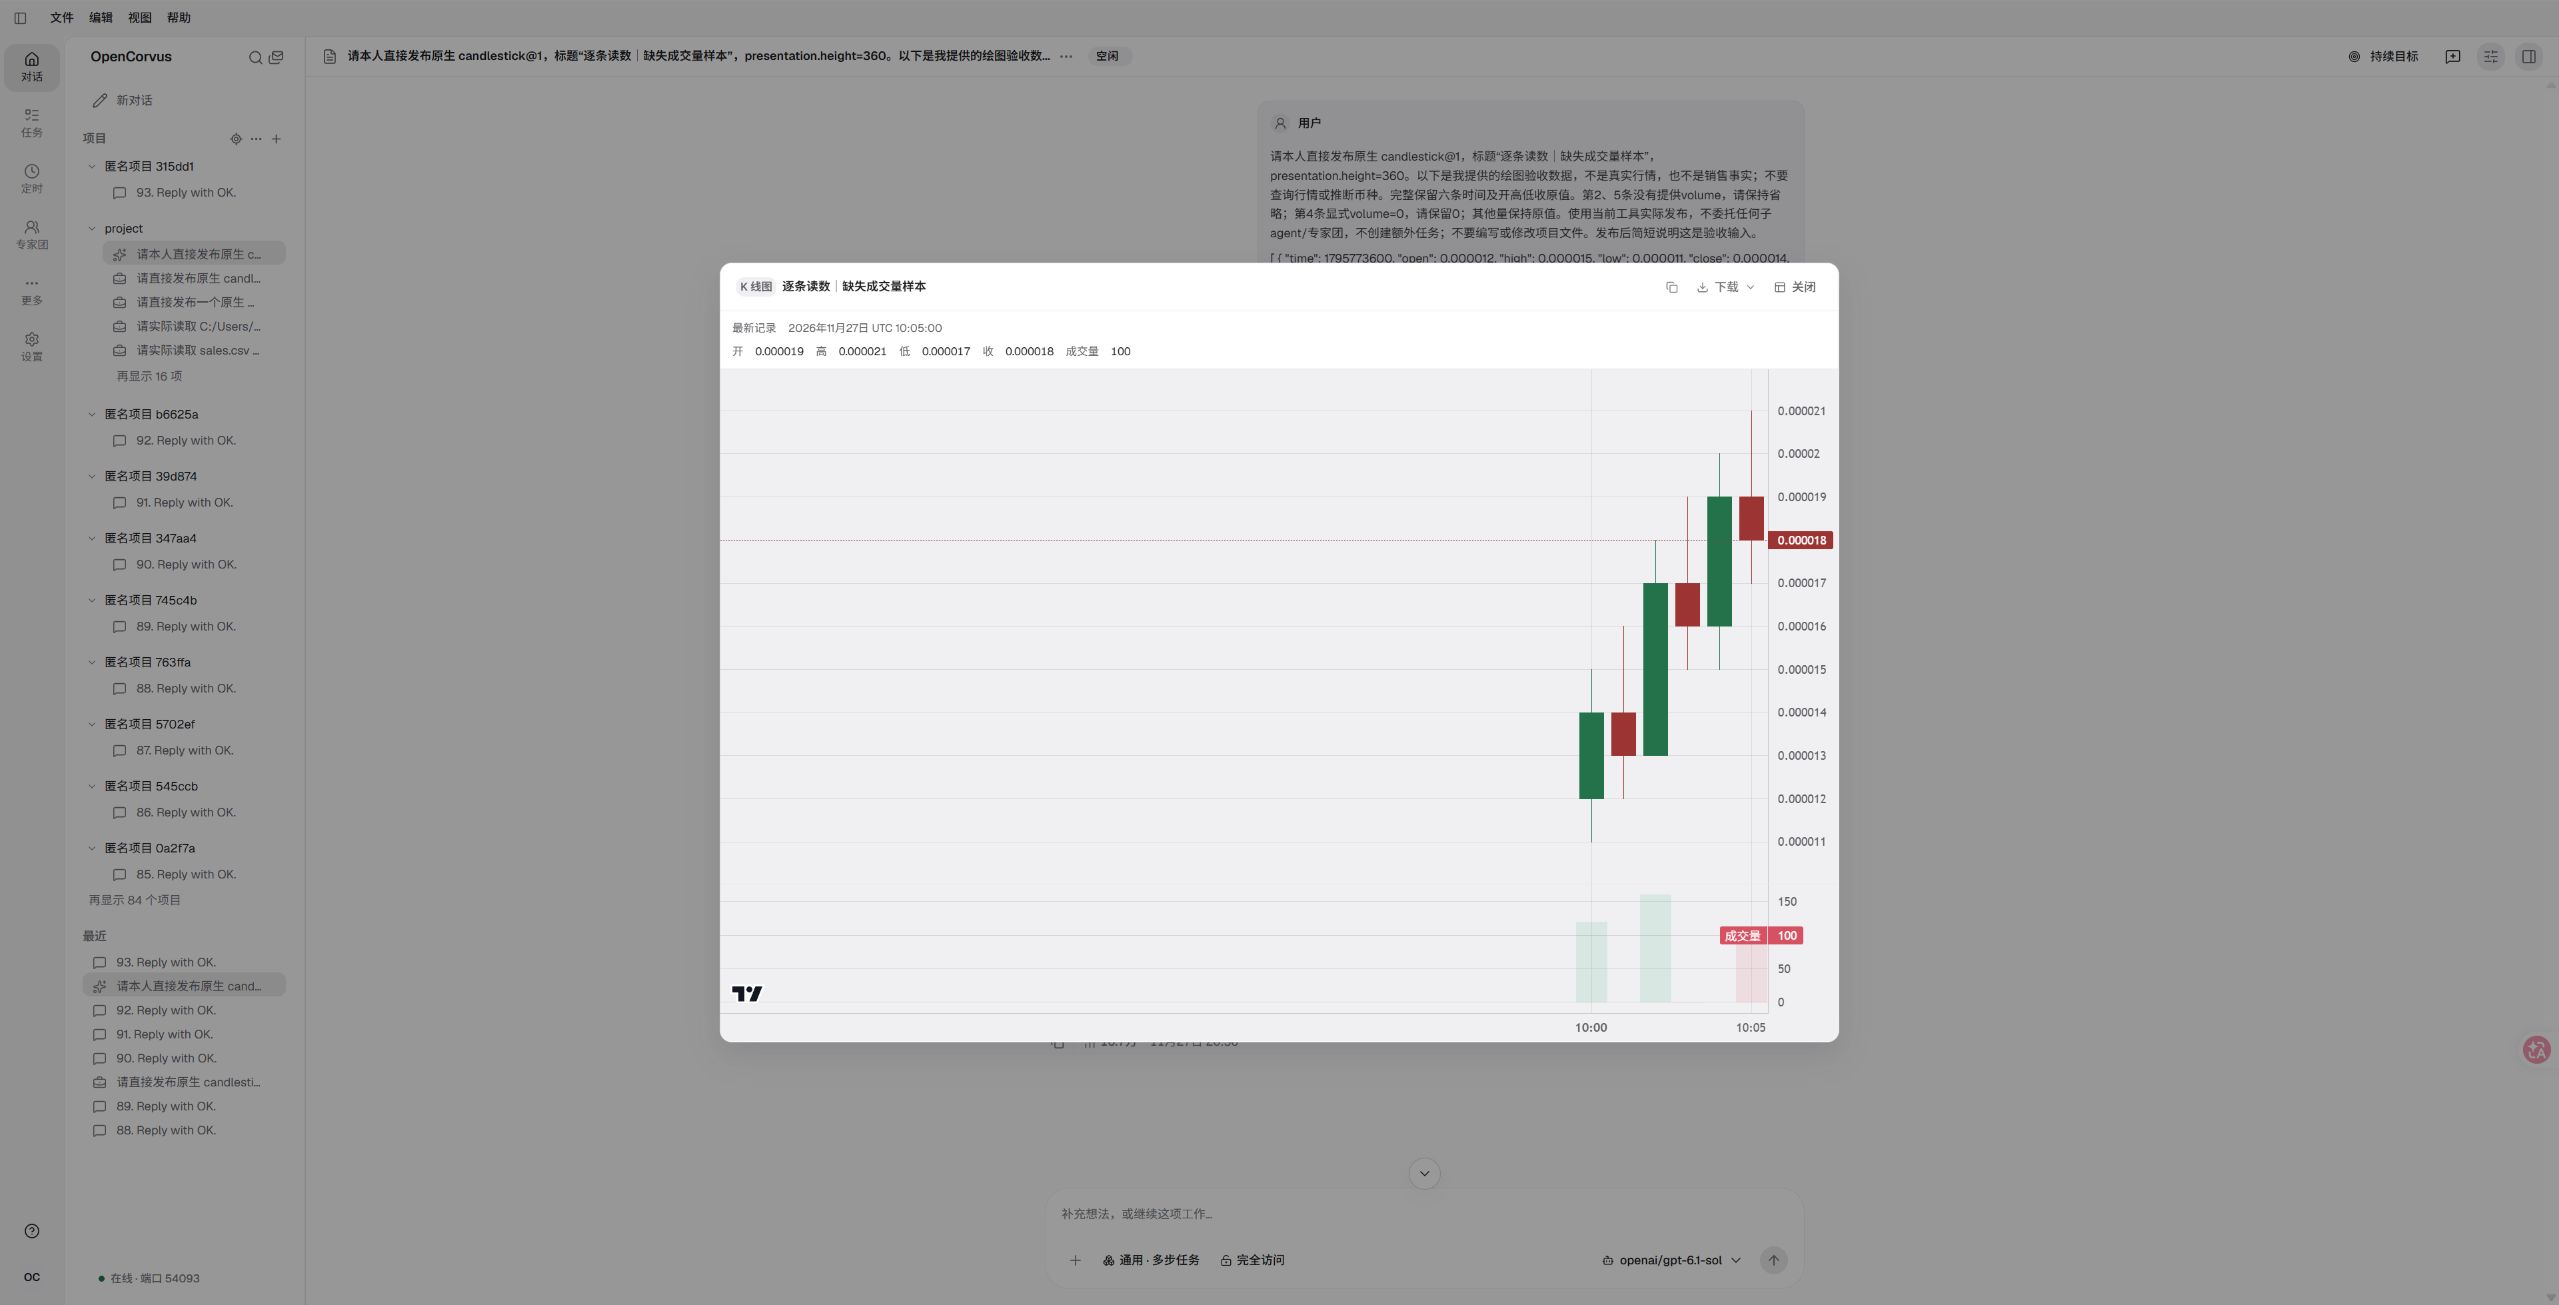 文件 编辑 视图 帮助
对话
任务
定时
专家团
更多
设置
OC
OpenCorvus
新对话
项目
匿名项目 315dd1
93. Reply with OK.
project
请本人直接发布原生 c...
请直接发布原生 candl...
请直接发布一个原生 ...
请实际读取 C:/Users/...
请实际读取 sales.csv ...
再显示 16 项
匿名项目 b6625a
92. Reply with OK.
匿名项目 39d874
91. Reply with OK.
匿名项目 347aa4
90. Reply with OK.
匿名项目 745c4b
89. Reply with OK.
匿名项目 763ffa
88. Reply with OK.
匿名项目 5702ef
87. Reply with OK.
匿名项目 545ccb
86. Reply with OK.
匿名项目 0a2f7a
85. Reply with OK.
再显示 84 个项目
最近
93. Reply with OK.
请本人直接发布原生 cand...
92. Reply with OK.
91. Reply with OK.
90. Reply with OK.
请直接发布原生 candlesti...
89. Reply with OK.
88. Reply with OK.
在线 · 端口 54093
请本人直接发布原生 candlestick@1，标题“逐条读数｜缺失成交量样本”，presentation.height=360。以下是我提供的绘图验收数... 空闲
持续目标
用户
请本人直接发布原生 candlestick@1，标题“逐条读数｜缺失成交量样本”，
presentation.height=360。以下是我提供的绘图验收数据，不是真实行情，也不是销售事实；不要
查询行情或推断币种。完整保留六条时间及开高低收原值。第2、5条没有提供volume，请保持省
略；第4条显式volume=0，请保留0；其他量保持原值。使用当前工具实际发布，不委托任何子
agent/专家团，不创建额外任务；不要编写或修改项目文件。发布后简短说明这是验收输入。
[ { "time": 1795773600, "open": 0.000012, "high": 0.000015, "low": 0.000011, "close": 0.000014,
K 线图 逐条读数｜缺失成交量样本
下载 关闭
最新记录 2026年11月27日 UTC 10:05:00
开 0.000019 高 0.000021 低 0.000017 收 0.000018 成交量 100
0.000021
0.00002
0.000019
0.000018
0.000017
0.000016
0.000015
0.000014
0.000013
0.000012
0.000011
150
成交量 100
50
0
10:00 10:05
补充想法，或继续这项工作...
通用 · 多步任务 完全访问
openai/gpt-6.1-sol